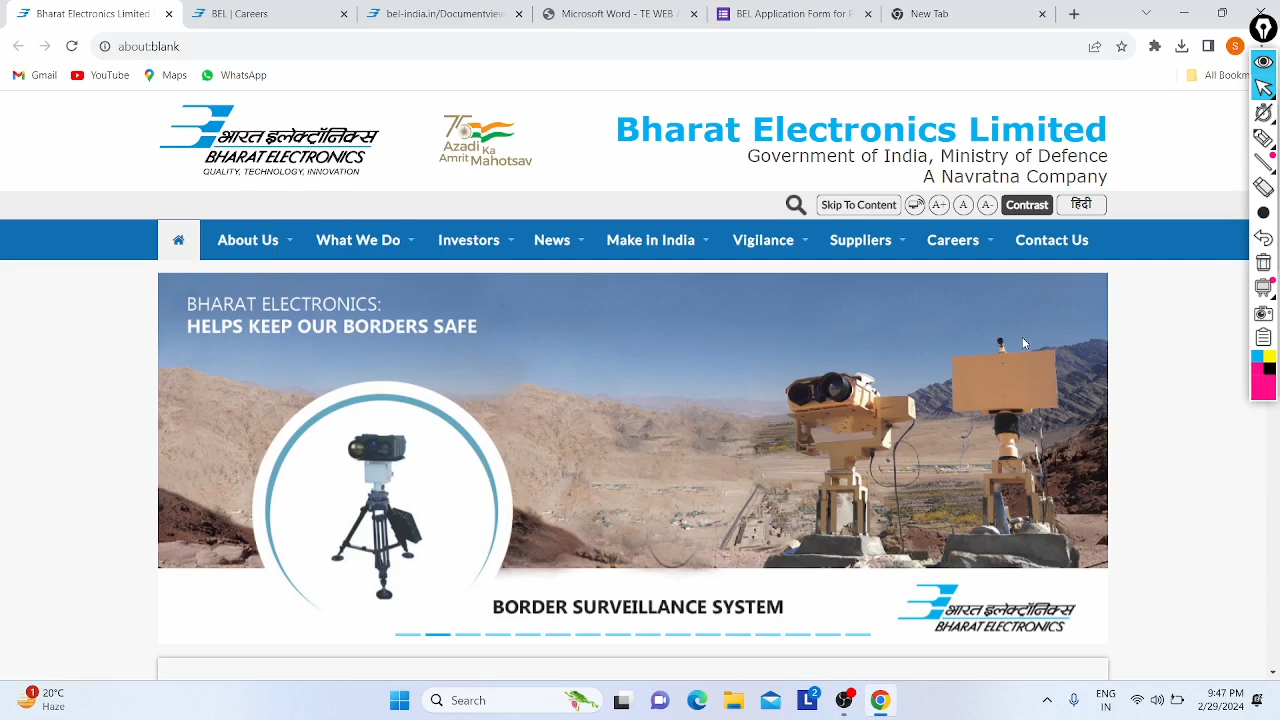 Bharat Electronics Limited
BEL | Careers
bel-india.in/Documentviews
Microsoft Word - TE WEB
BEL Application Form for
New Tab
about:blank
S
Gmail
YouTube
Maps
WhatsApp
All Bookm
भारत इलेक्ट्रॉनिक्स
BHARAT ELECTRONICS
QUALITY, TECHNOLOGY, INNOVATION
75
Azadi Ka
Amrit Mahotsav
Bharat Electronics Limited
Government of India, Ministry of Defence
A Navratna Company
Skip To Content
A+
A
A-
Contrast
हिंदी
About Us
What We Do
Investors
News
Make in India
Vigilance
Suppliers
Careers
Contact Us
BHARAT ELECTRONICS:
HELPS KEEP OUR BORDERS SAFE
BORDER SURVEILLANCE SYSTEM
भारत इलेक्ट्रॉनिक्स
BHARAT ELECTRONICS
1
20°C
Haze
Search
L
2
ENG
IN
9:47 PM
2/29/2024